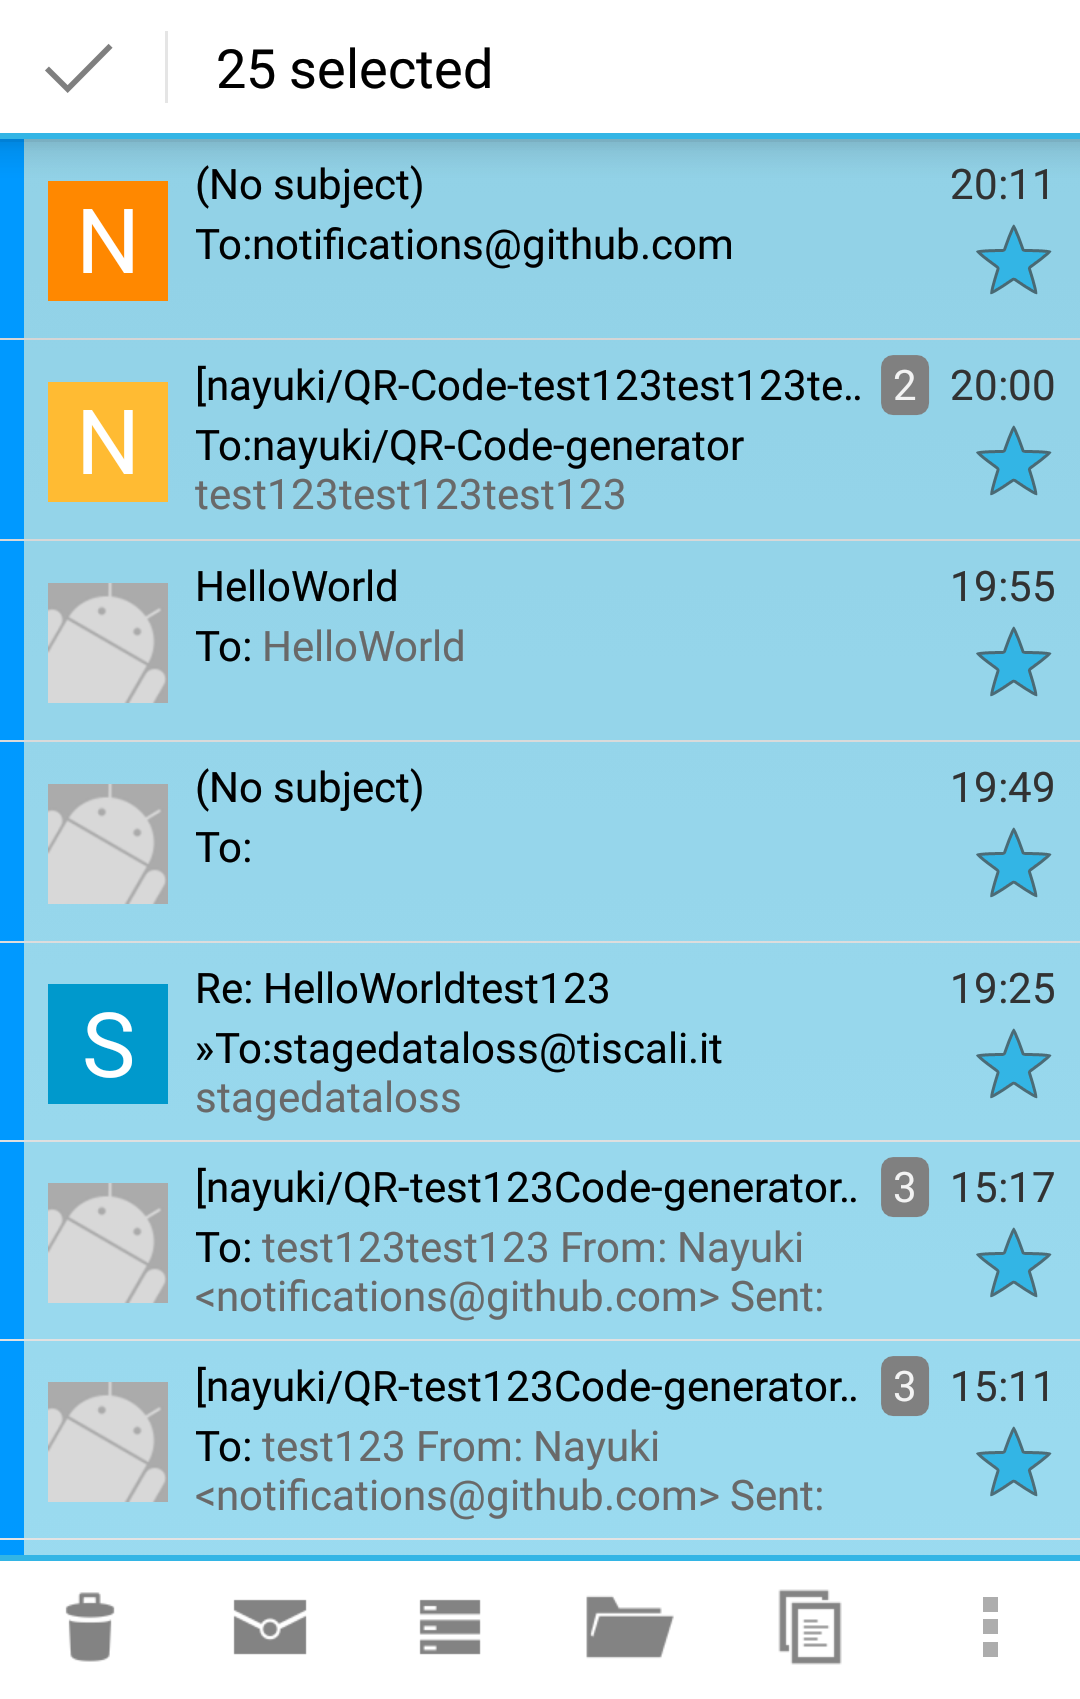 25 selected
N
(No subject)
20:11
To:notifications@github.com
N
[nayuki/QR-Code-test123test123te..
2
20:00
To:nayuki/QR-Code-generator
test123test123test123
HelloWorld
19:55
To: HelloWorld
(No subject)
19:49
To:
S
Re: HelloWorldtest123
19:25
»To:stagedataloss@tiscali.it
stagedataloss
[nayuki/QR-test123Code-generator..
3
15:17
To: test123test123 From: Nayuki
<notifications@github.com> Sent:
[nayuki/QR-test123Code-generator..
3
15:11
To: test123 From: Nayuki
<notifications@github.com> Sent: